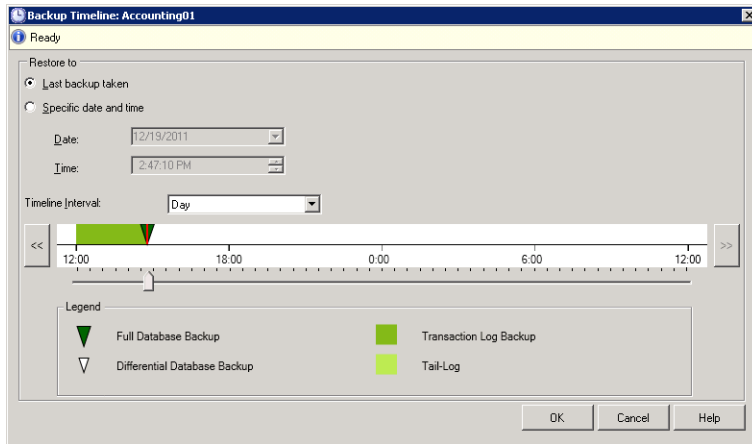 Backup Timeline: Accounting01
Ready
Restore to
Last backup taken
Specific date and time
Date: 12/19/2011
Time: 2:47:10 PM
Timeline Interval: Day
<< >>
12:00 18:00 0:00 6:00 12:00
Legend
Full Database Backup Transaction Log Backup
Differential Database Backup Tail-Log
OK Cancel Help